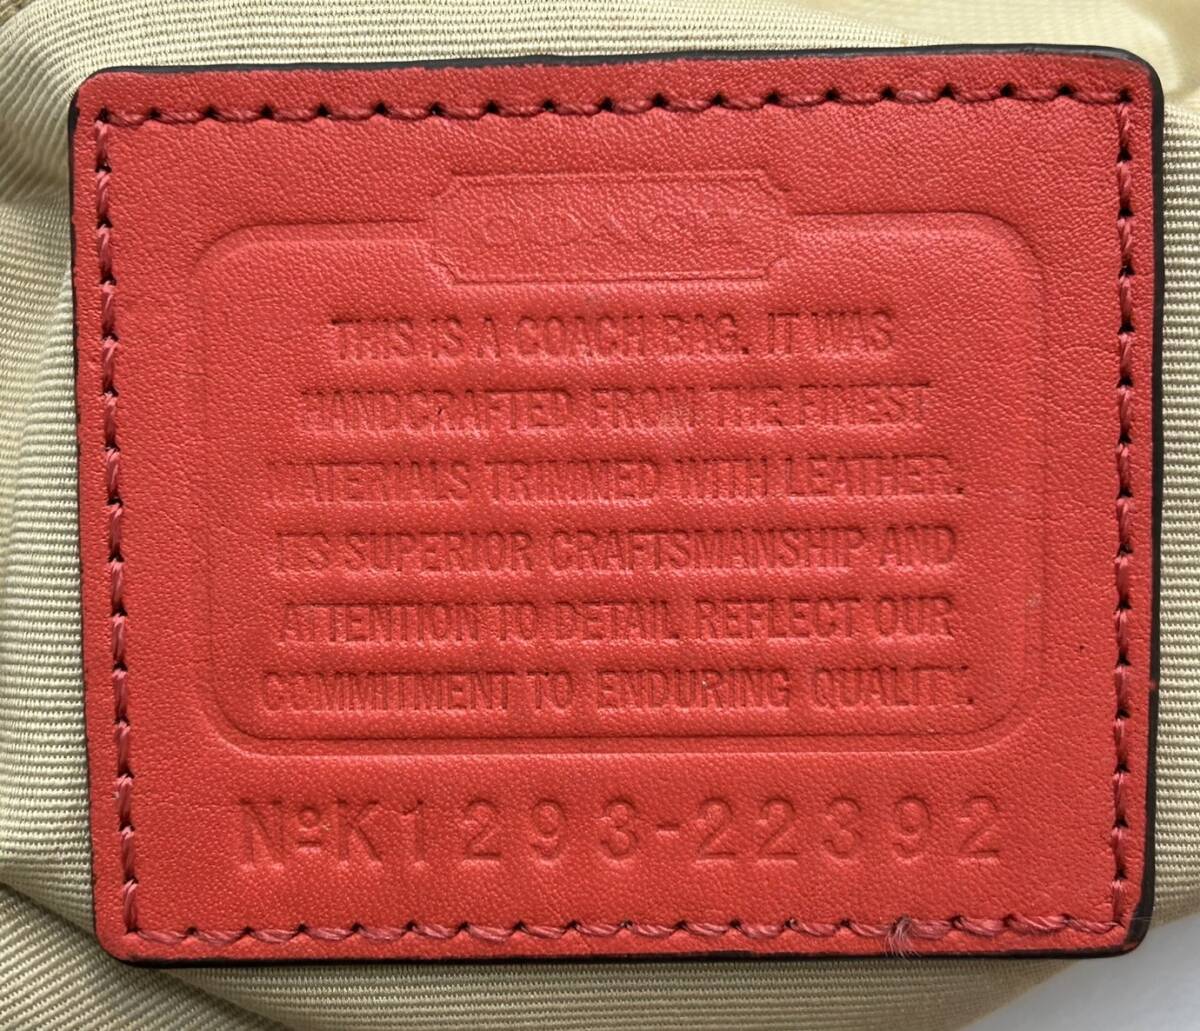 COACH
THIS IS A COACH BAG. IT WAS
HANDCRAFTED FROM THE FINEST
MATERIALS TRIMMED WITH LEATHER.
ITS SUPERIOR CRAFTSMANSHIP AND
ATTENTION TO DETAIL REFLECT OUR
COMMITMENT TO ENDURING QUALITY.
NºK1293-22392